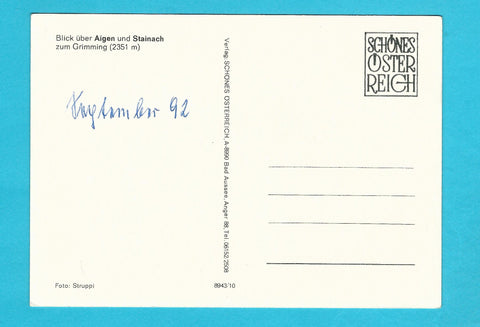 Blick über Aigen und Stainach
zum Grimming (2351 m)
September 92
Foto: Struppi
Verlag SCHÖNES ÖSTERREICH, A-8990 Bad Aussee, Anger 88, Tel. 06152/2508
8943/10
SCHÖNES
ÖSTER
REICH